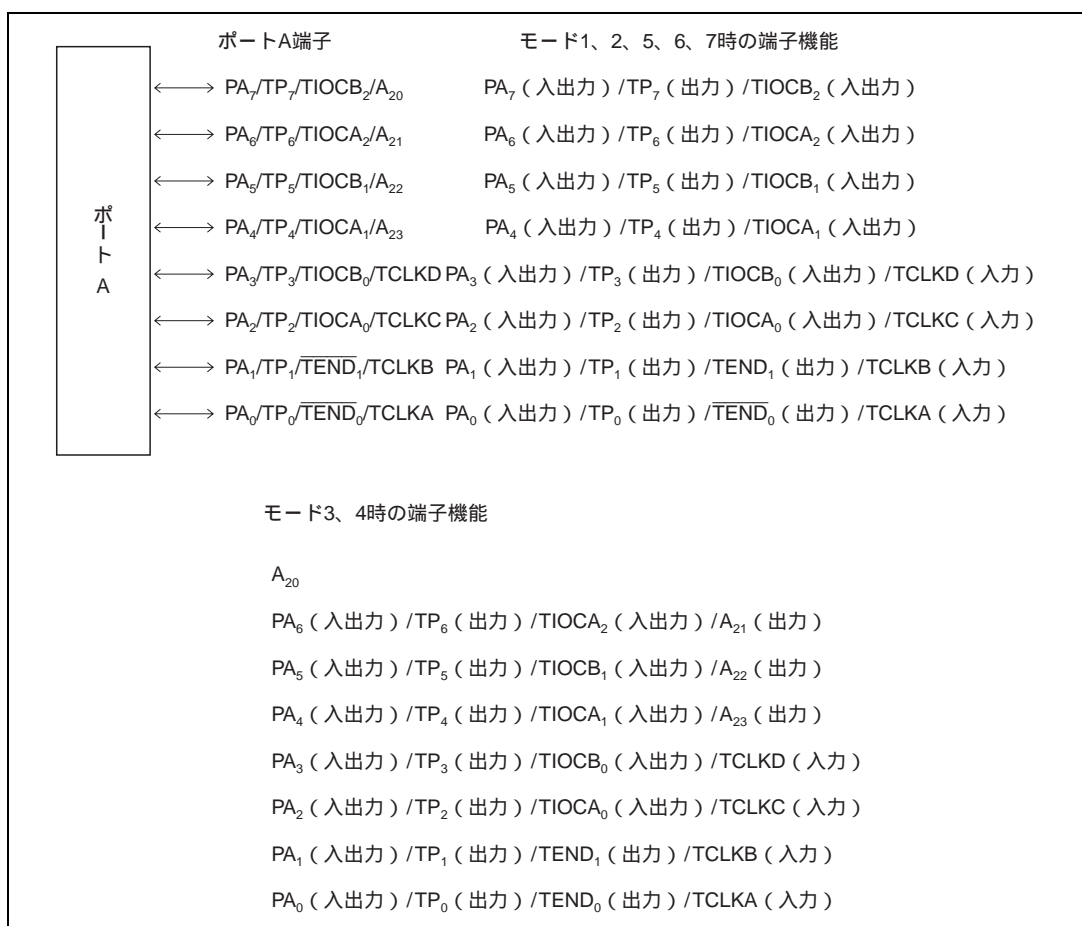 ポートA端子 モード1、2、5、6、7時の端子機能
PA₇/TP₇/TIOCB₂/A₂₀ PA₇（入出力）/TP₇（出力）/TIOCB₂（入出力）
PA₆/TP₆/TIOCA₂/A₂₁ PA₆（入出力）/TP₆（出力）/TIOCA₂（入出力）
PA₅/TP₅/TIOCB₁/A₂₂ PA₅（入出力）/TP₅（出力）/TIOCB₁（入出力）
PA₄/TP₄/TIOCA₁/A₂₃ PA₄（入出力）/TP₄（出力）/TIOCA₁（入出力）
ポートA
PA₃/TP₃/TIOCB₀/TCLKD PA₃（入出力）/TP₃（出力）/TIOCB₀（入出力）/TCLKD（入力）
PA₂/TP₂/TIOCA₀/TCLKC PA₂（入出力）/TP₂（出力）/TIOCA₀（入出力）/TCLKC（入力）
PA₁/TP₁/T̅E̅N̅D̅₁/TCLKB PA₁（入出力）/TP₁（出力）/TEND₁（出力）/TCLKB（入力）
PA₀/TP₀/T̅E̅N̅D̅₀/TCLKA PA₀（入出力）/TP₀（出力）/T̅E̅N̅D̅₀（出力）/TCLKA（入力）
モード3、4時の端子機能
A₂₀
PA₆（入出力）/TP₆（出力）/TIOCA₂（入出力）/A₂₁（出力）
PA₅（入出力）/TP₅（出力）/TIOCB₁（入出力）/A₂₂（出力）
PA₄（入出力）/TP₄（出力）/TIOCA₁（入出力）/A₂₃（出力）
PA₃（入出力）/TP₃（出力）/TIOCB₀（入出力）/TCLKD（入力）
PA₂（入出力）/TP₂（出力）/TIOCA₀（入出力）/TCLKC（入力）
PA₁（入出力）/TP₁（出力）/TEND₁（出力）/TCLKB（入力）
PA₀（入出力）/TP₀（出力）/TEND₀（出力）/TCLKA（入力）